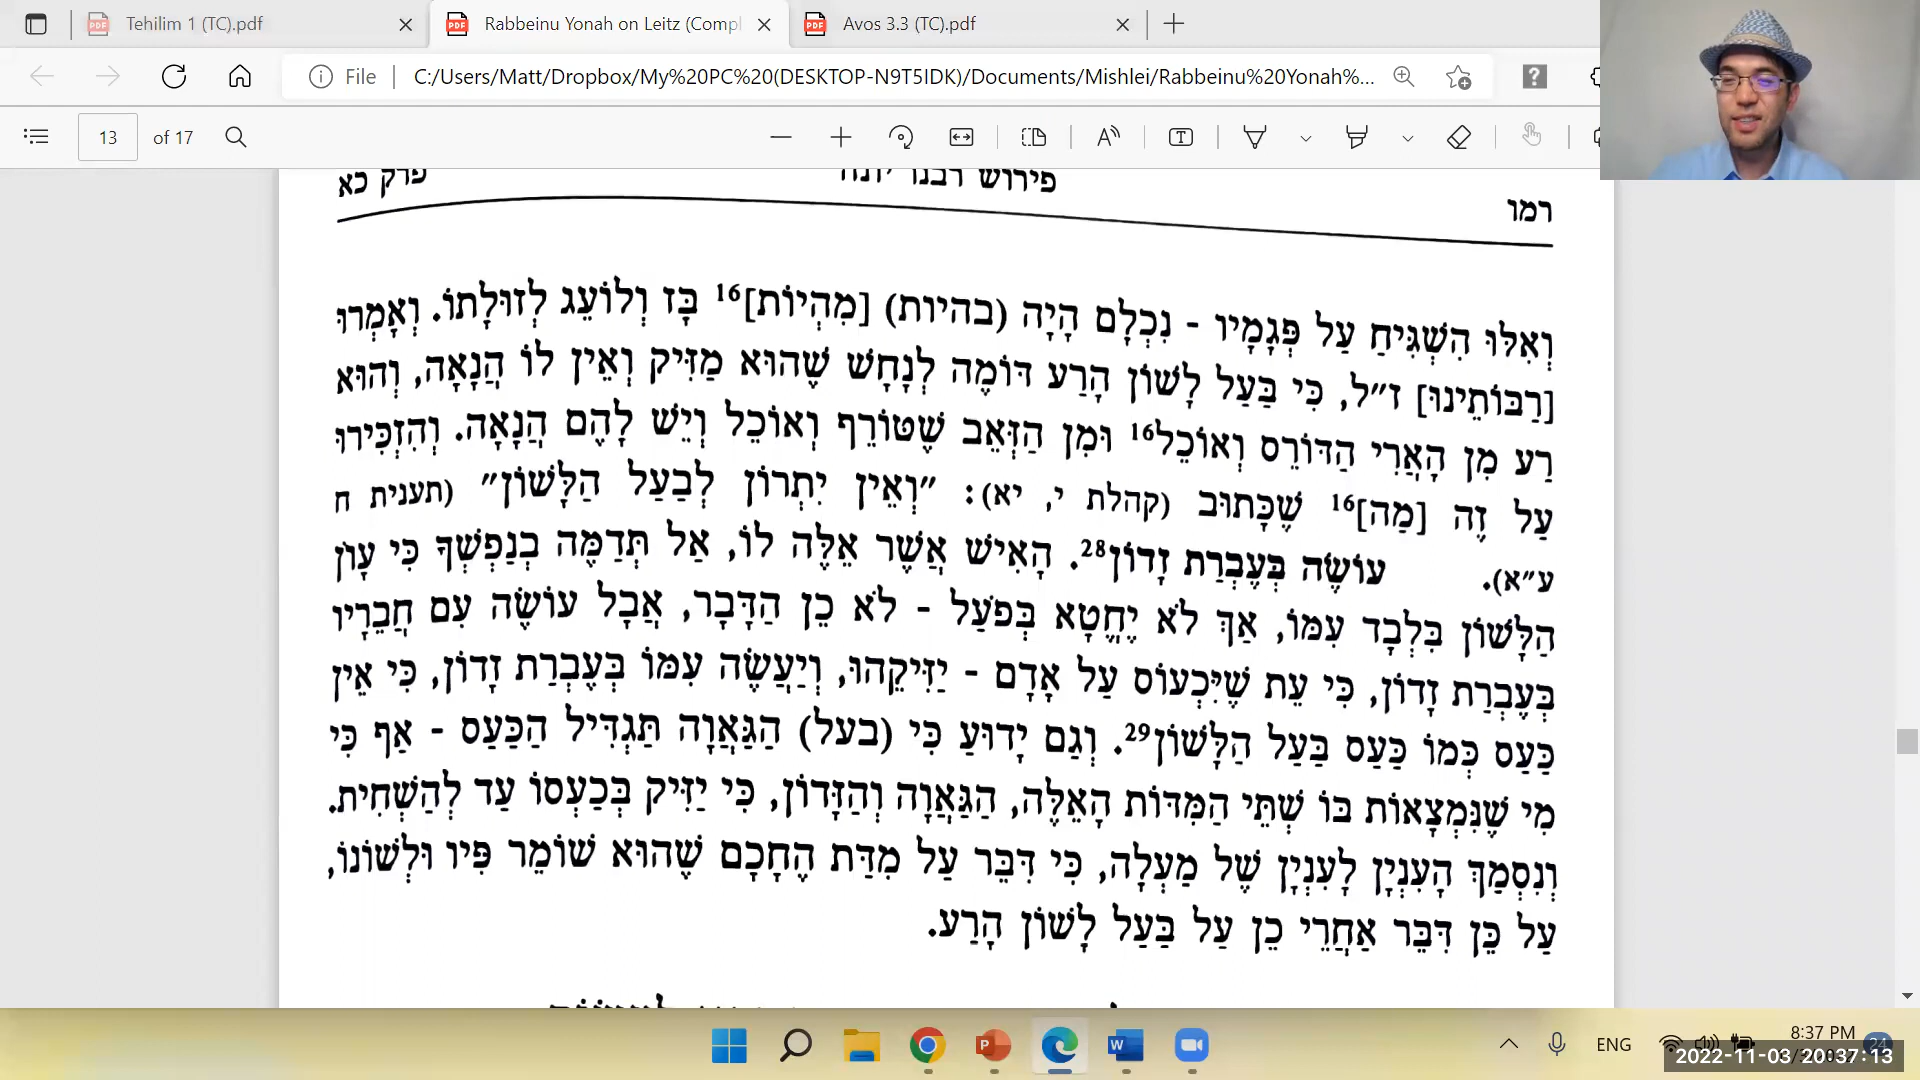 Tehilim 1 (TC).pdf
Rabbeinu Yonah on Leitz (Compl
Avos 3.3 (TC).pdf
File
C:/Users/Matt/Dropbox/My%20PC%20(DESKTOP-N9T5IDK)/Documents/Mishlei/Rabbeinu%20Yonah%...
13 of 17
פירוש רבנו יונה
פרק כא
רמו
וְאִלּוּ הִשְׁגִּיחַ עַל פְּגָמָיו - נִכְלָם הָיָה (בהיות) [מִהְיוֹת]16 בָּז וְלוֹעֵג לְזוּלָתוֹ. וְאָמְרוּ
[רַבּוֹתֵינוּ] ז״ל, כִּי בַּעַל לָשׁוֹן הָרַע דּוֹמֶה לְנָחָשׁ שֶׁהוּא מַזִּיק וְאֵין לוֹ הֲנָאָה, וְהוּא
רַע מִן הָאֲרִי הַדּוֹרֵס וְאוֹכֵל16 וּמִן הַזְּאֵב שֶׁטּוֹרֵף וְאוֹכֵל וְיֵשׁ לָהֶם הֲנָאָה. וְהִזְכִּירוּ
עַל זֶה [מַה]16 שֶׁכָּתוּב (קהלת י, יא): ״וְאֵין יִתְרוֹן לְבַעַל הַלָּשׁוֹן״ (תענית ח
ע״א). עוֹשֶׂה בְּעֶבְרַת זָדוֹן28. הָאִישׁ אֲשֶׁר אֵלֶּה לוֹ, אַל תְּדַמֶּה בְנַפְשְׁךָ כִּי עֲוֹן
הַלָּשׁוֹן בִּלְבָד עִמּוֹ, אַךְ לֹא יֶחֱטָא בְּפֹעַל - לֹא כֵן הַדָּבָר, אֲבָל עוֹשֶׂה עִם חֲבֵרָיו
בְּעֶבְרַת זָדוֹן, כִּי עֵת שֶׁיִּכְעוֹס עַל אָדָם - יַזִּיקֵהוּ, וְיַעֲשֶׂה עִמּוֹ בְּעֶבְרַת זָדוֹן, כִּי אֵין
כַּעַס כְּמוֹ כַּעַס בַּעַל הַלָּשׁוֹן29. וְגַם יָדוּעַ כִּי (בעל) הַגַּאֲוָה תַּגְדִּיל הַכַּעַס - אַף כִּי
מִי שֶׁנִּמְצָאוֹת בּוֹ שְׁתֵּי הַמִּדּוֹת הָאֵלֶּה, הַגַּאֲוָה וְהַזָּדוֹן, כִּי יַזִּיק בְּכַעְסוֹ עַד לְהַשְׁחִית.
וְנִסְמַךְ הָעִנְיָן לָעִנְיָן שֶׁל מַעְלָה, כִּי דִּבֵּר עַל מִדַּת הֶחָכָם שֶׁהוּא שׁוֹמֵר פִּיו וּלְשׁוֹנוֹ,
עַל כֵּן דִּבֵּר אַחֲרֵי כֵן עַל בַּעַל לָשׁוֹן הָרַע.
ENG
8:37 PM
24
2022-11-03 20:37:13